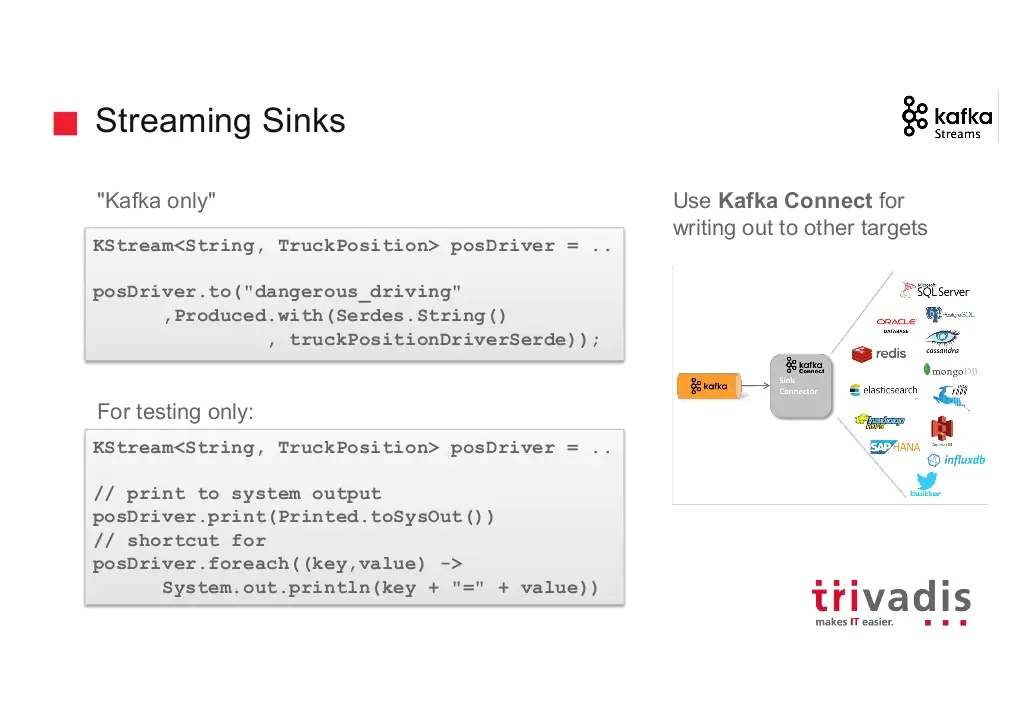 Streaming Sinks
kafka
Streams
"Kafka only"
KStream<String, TruckPosition> posDriver = ..
posDriver.to("dangerous_driving"
,Produced.with(Serdes.String()
, truckPositionDriverSerde));
For testing only:
KStream<String, TruckPosition> posDriver = ..
// print to system output
posDriver.print(Printed.toSysOut())
// shortcut for
posDriver.foreach((key,value) ->
System.out.println(key + "=" + value))
Use Kafka Connect for
writing out to other targets
kafka
kafka
Connect
Sink
Connector
Microsoft
SQL Server
PostgreSQL
ORACLE
DATABASE
cassandra
redis
mongoDB
elasticsearch
SAP HANA
influxdb
twitter
trivadis
makes IT easier.